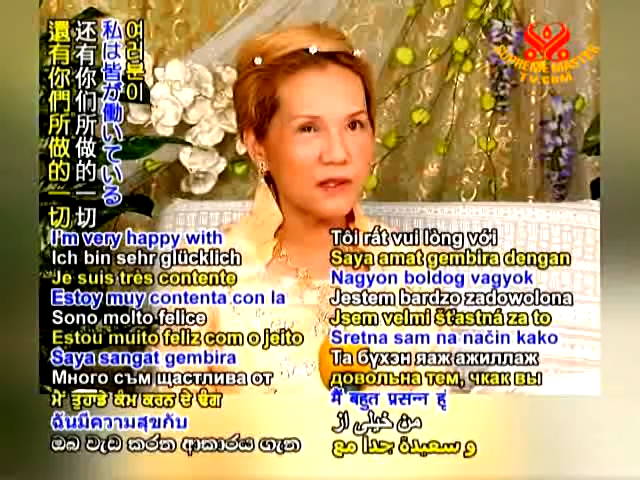 SUPREME MASTER
TV.COM
여러분이
私は皆が働いている
还有你们所做的一切
還有你們所做的一切
I'm very happy with
Ich bin sehr glücklich
Je suis très contente
Estoy muy contenta con la
Sono molto felice
Estou muito feliz com o jeito
Saya sangat gembira
Много съм щастлива от
ਮੈਂ ਤੁਹਾਡੇ ਕੰਮ ਕਰਨ ਦੇ ਢੰਗ
ฉันมีความสุขกับ
ඔබ වැඩ කරන ආකාරය ගැන
Tôi rất vui lòng với
Saya amat gembira dengan
Nagyon boldog vagyok
Jestem bardzo zadowolona
Jsem velmi šťastná za to
Sretna sam na način kako
Та бүхэн яаж ажиллаж
довольна тем, чкак вы
मैं बहुत प्रसन्न हूं
من خیلی از
و سعيدة جدا مع